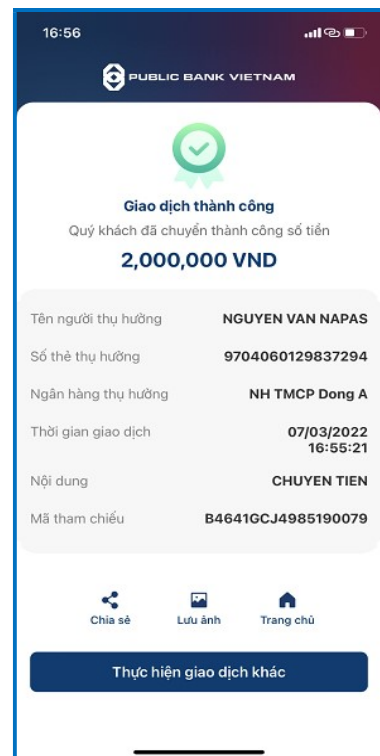 16:56
PUBLIC BANK VIETNAM
Giao dịch thành công
Quý khách đã chuyển thành công số tiền
2,000,000 VND
Tên người thụ hưởng NGUYEN VAN NAPAS
Số thẻ thụ hưởng 9704060129837294
Ngân hàng thụ hưởng NH TMCP Dong A
Thời gian giao dịch 07/03/2022
16:55:21
Nội dung CHUYEN TIEN
Mã tham chiếu B4641GCJ4985190079
Chia sẻ Lưu ảnh Trang chủ
Thực hiện giao dịch khác